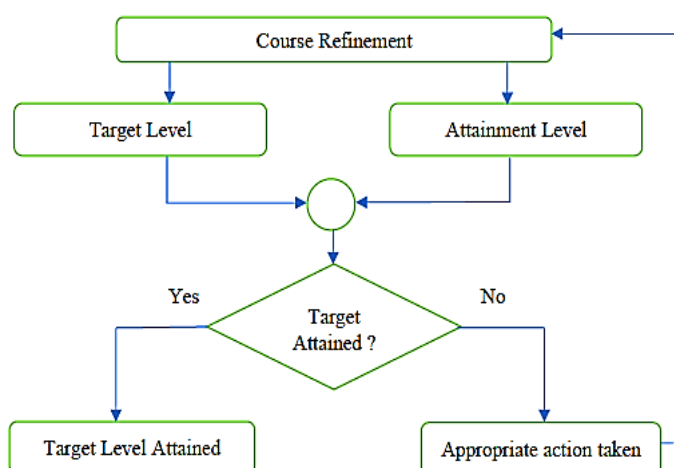 Course Refinement
Target Level
Attainment Level
Yes
No
Target
Attained ?
Target Level Attained
Appropriate action taken